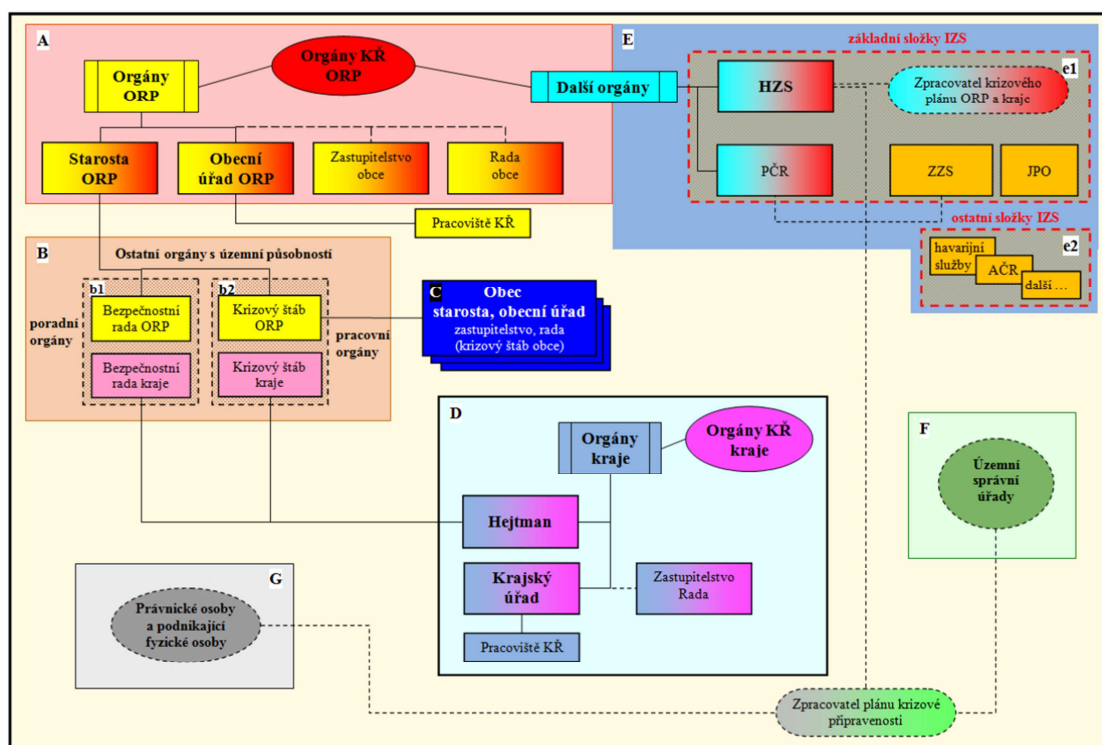 A
Orgány KŘ
ORP
Orgány
ORP
Další orgány
Starosta
ORP
Obecní
úřad ORP
Zastupitelstvo
obce
Rada
obce
Pracoviště KŘ
E
základní složky IZS
e1
HZS
Zpracovatel krizového
plánu ORP a kraje
PČR
ZZS
JPO
ostatní složky IZS
e2
havarijní
služby
AČR
další …
B
Ostatní orgány s územní působností
b1
b2
poradní
orgány
Bezpečnostní
rada ORP
Krizový štáb
ORP
pracovní
orgány
Bezpečnostní
rada kraje
Krizový štáb
kraje
C
Obec
starosta, obecní úřad
zastupitelstvo, rada
(krizový štáb obce)
D
Orgány
kraje
Orgány KŘ
kraje
Hejtman
Krajský
úřad
Zastupitelstvo
Rada
Pracoviště KŘ
F
Územní
správní
úřady
G
Právnické osoby
a podnikající
fyzické osoby
Zpracovatel plánu krizové
připravenosti